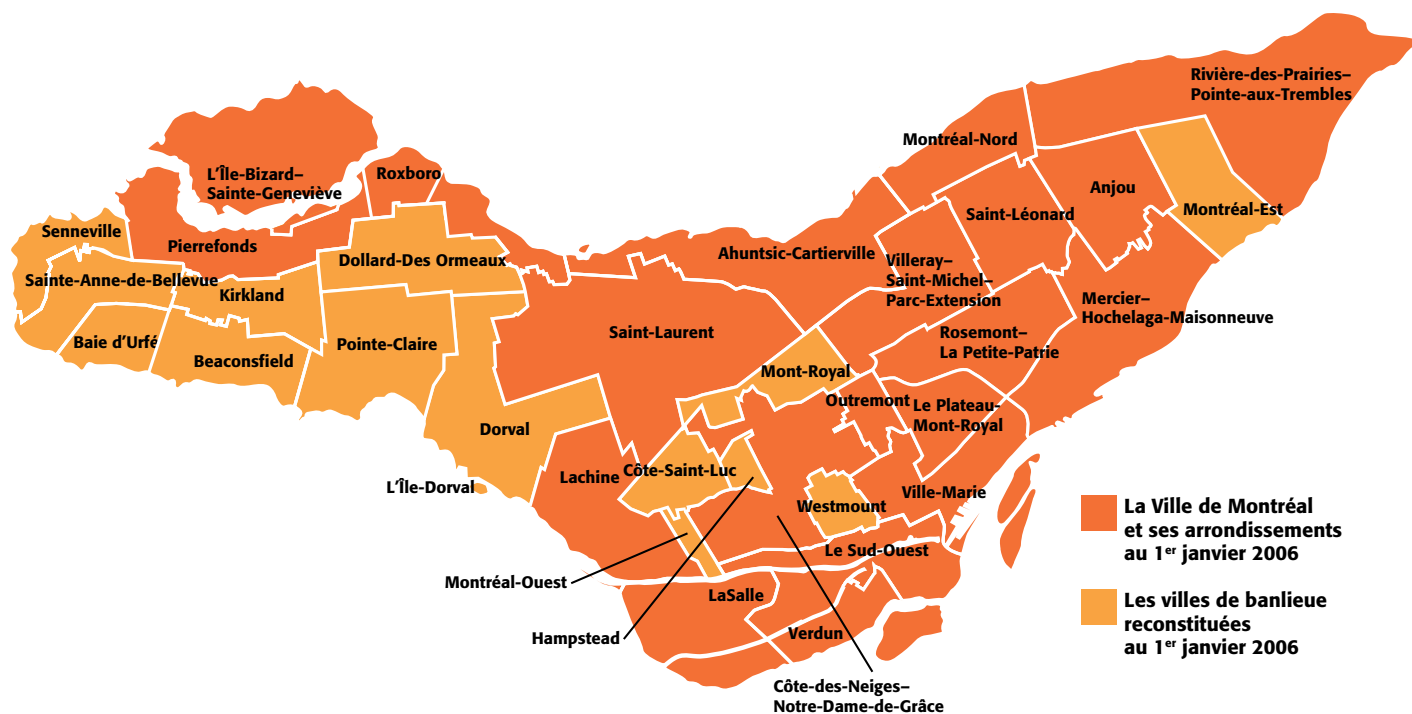 Rivière-des-Prairies–
Pointe-aux-Trembles
Montréal-Nord
L'Île-Bizard–
Sainte-Geneviève
Roxboro
Anjou
Saint-Léonard
Montréal-Est
Senneville
Pierrefonds
Ahuntsic-Cartierville
Dollard-Des Ormeaux
Villeray–
Saint-Michel–
Parc-Extension
Sainte-Anne-de-Bellevue
Kirkland
Mercier–
Hochelaga-Maisonneuve
Saint-Laurent
Rosemont–
La Petite-Patrie
Baie d'Urfé
Beaconsfield
Pointe-Claire
Mont-Royal
Outremont
Le Plateau-
Mont-Royal
Dorval
Lachine
Côte-Saint-Luc
L'Île-Dorval
Westmount
Ville-Marie
Le Sud-Ouest
Montréal-Ouest
LaSalle
Hampstead
Verdun
Côte-des-Neiges–
Notre-Dame-de-Grâce
La Ville de Montréal
et ses arrondissements
au 1er janvier 2006
Les villes de banlieue
reconstituées
au 1er janvier 2006